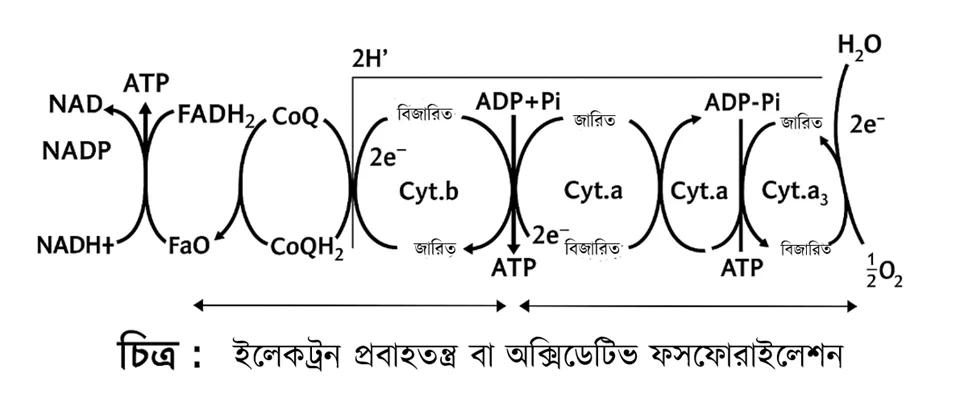 H₂O
2H’
ATP
NAD
FADH₂
CoQ
বিজারিত
ADP+Pi
জারিত
ADP-Pi
জারিত
2e⁻
NADP
2e⁻
Cyt.b
Cyt.a
Cyt.a
Cyt.a₃
NADH+
FaO
CoQH₂
জারিত
2e⁻
বিজারিত
বিজারিত
ATP
ATP
½O₂
চিত্র : ইলেকট্রন প্রবাহতন্ত্র বা অক্সিডেটিভ ফসফোরাইলেশন